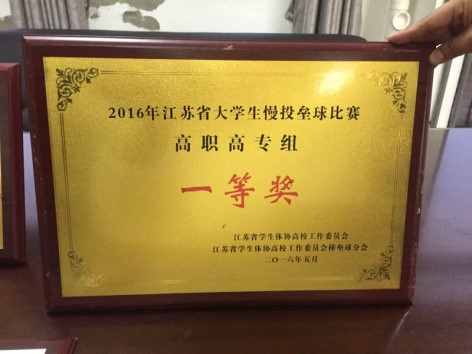 2016年江苏省大学生慢投垒球比赛
高职高专组
一等奖
江苏省学生体协高校工作委员会
江苏省学生体协高校工作委员会棒垒球分会
二〇一六年五月